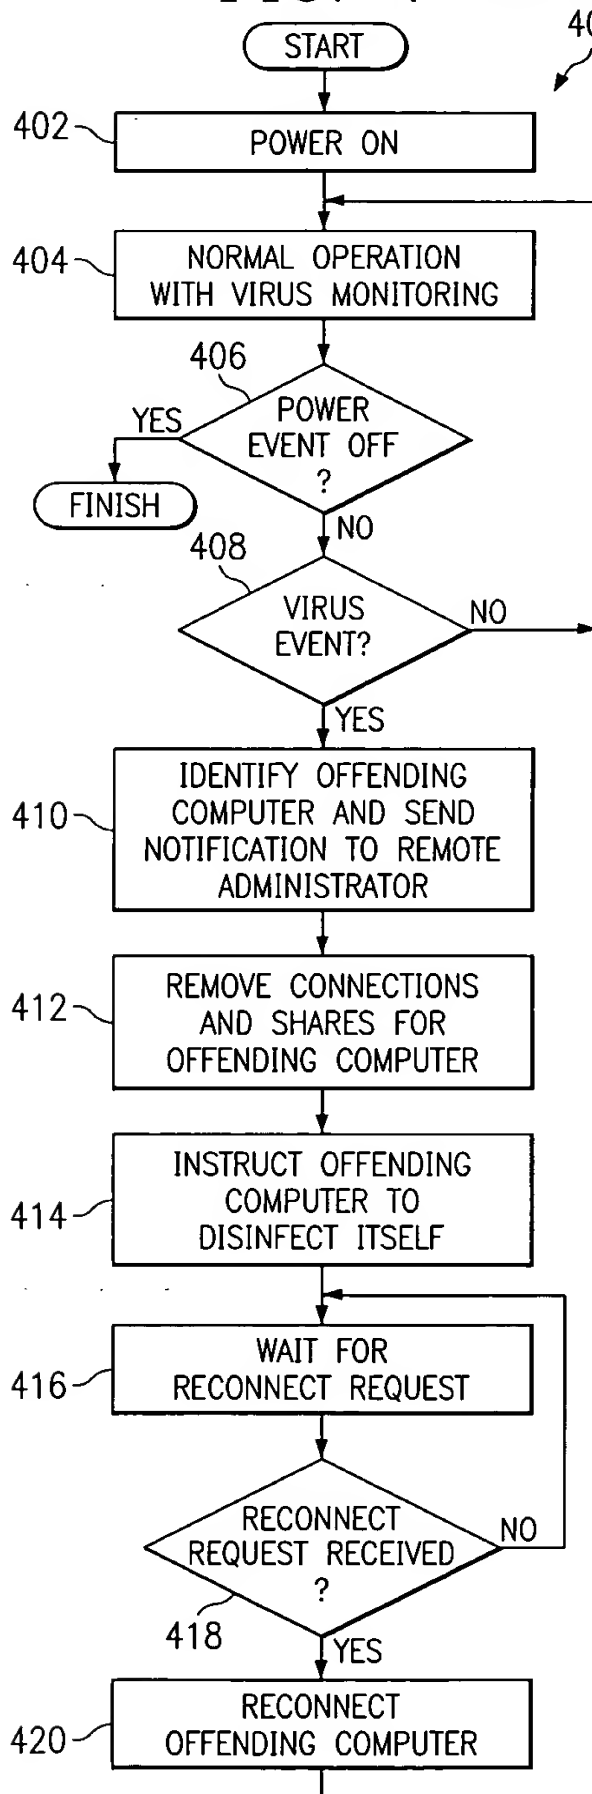 START
402
POWER ON
404
NORMAL OPERATION
WITH VIRUS MONITORING
406
POWER
EVENT OFF
?
YES
FINISH
NO
408
VIRUS
EVENT?
NO
YES
410
IDENTIFY OFFENDING
COMPUTER AND SEND
NOTIFICATION TO REMOTE
ADMINISTRATOR
412
REMOVE CONNECTIONS
AND SHARES FOR
OFFENDING COMPUTER
414
INSTRUCT OFFENDING
COMPUTER TO
DISINFECT ITSELF
416
WAIT FOR
RECONNECT REQUEST
RECONNECT
REQUEST RECEIVED
?
NO
418
YES
420
RECONNECT
OFFENDING COMPUTER